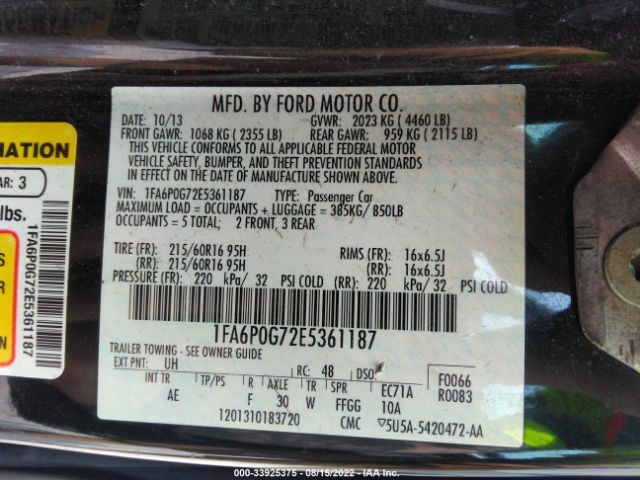 MFD. BY FORD MOTOR CO.
DATE: 10/13 GVWR: 2023 KG ( 4460 LB)
FRONT GAWR: 1068 KG ( 2355 LB) REAR GAWR: 959 KG ( 2115 LB)
THIS VEHICLE CONFORMS TO ALL APPLICABLE FEDERAL MOTOR
VEHICLE SAFETY, BUMPER, AND THEFT PREVENTION STANDARDS
IN EFFECT ON THE DATE OF MANUFACTURE SHOWN ABOVE.
VIN: 1FA6P0G72E5361187 TYPE: Passenger Car
MAXIMUM LOAD = OCCUPANTS + LUGGAGE = 385KG/ 850LB
OCCUPANTS = 5 TOTAL; 2 FRONT, 3 REAR
TIRE (FR): 215/60R16 95H RIMS (FR): 16x6.5J
(RR): 215/60R16 95H (RR): 16x6.5J
PRESSURE (FR): 220 kPa/ 32 PSI COLD (RR): 220 kPa/ 32 PSI COLD
1FA6P0G72E5361187
TRAILER TOWING - SEE OWNER GUIDE
EXT PNT: UH RC: 48 DSO:
INT TR TP/PS R AXLE TR SPR EC71A F0066
AE F 30 W FFGG 10A R0083
1201310183720 CMC ▽5U5A-5420472-AA
MATION
AR: 3
lbs.
1FA6P0G72E5361187
000-33925375 - 08/15/2022 - IAA Inc.